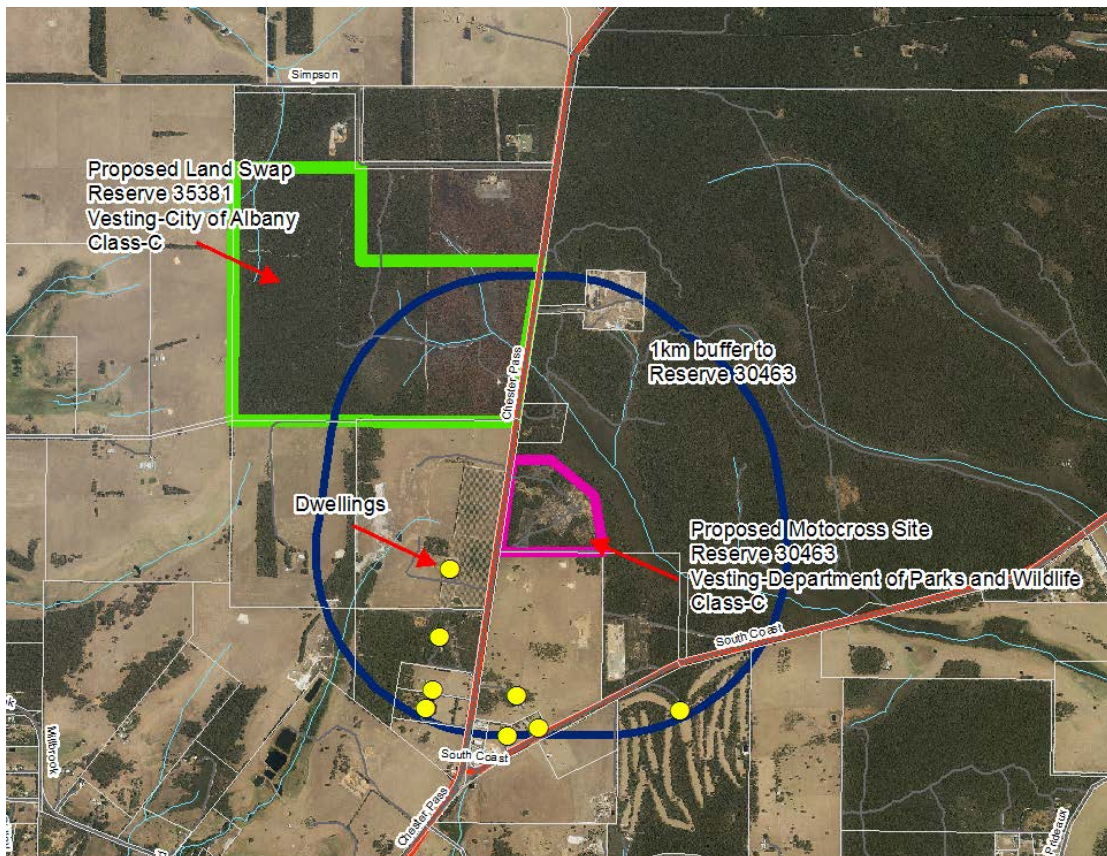 Simpson
Proposed Land Swap
Reserve 35381
Vesting-City of Albany
Class-C
1km buffer to
Reserve 30463
Chester Pass
Dwellings
Proposed Motocross Site
Reserve 30463
Vesting-Department of Parks and Wildlife
Class-C
South Coast
Millbrook
South Coast
Chester Pass
Prideaux